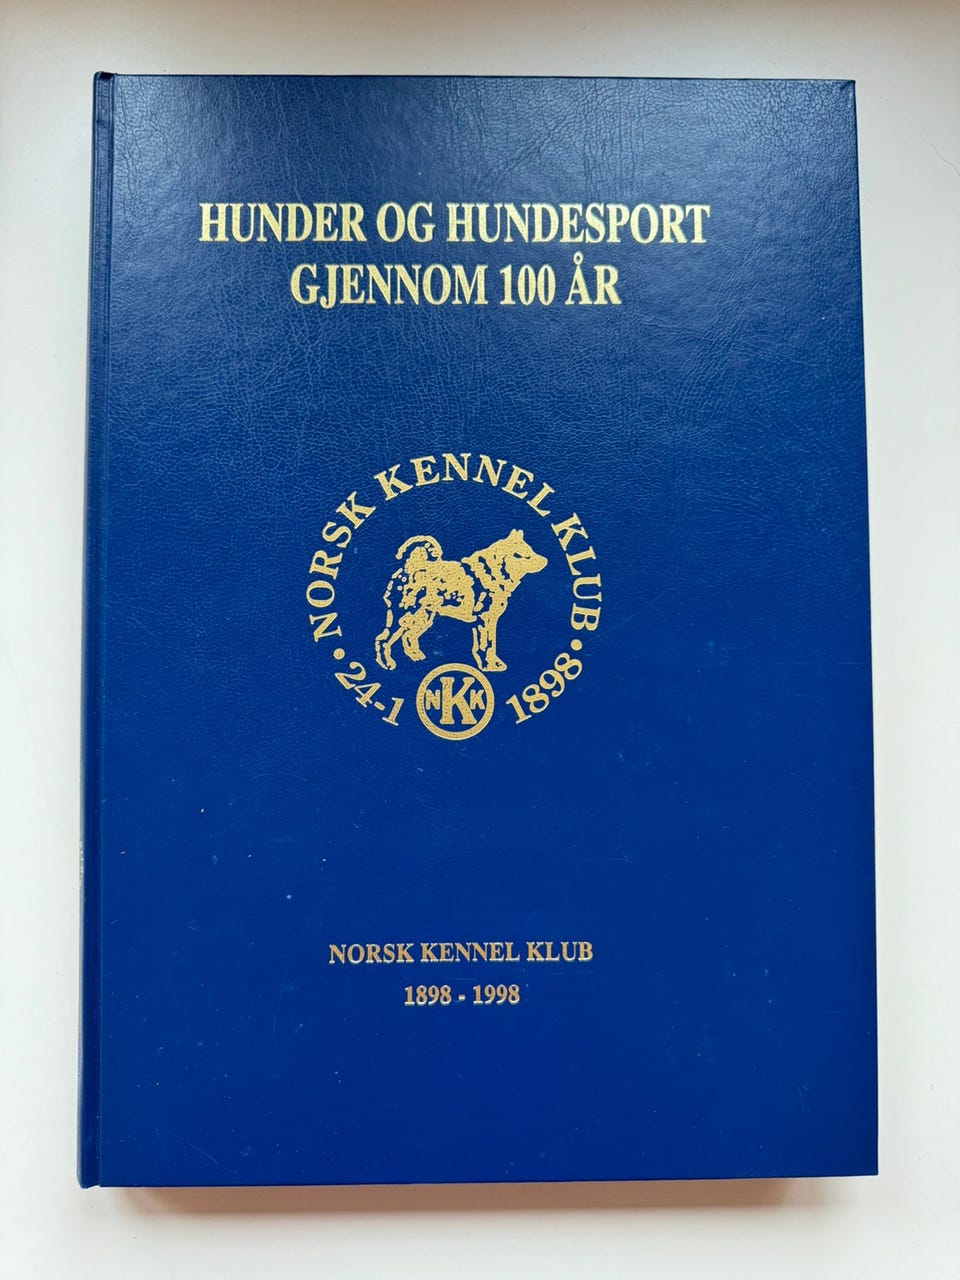 HUNDER OG HUNDESPORT
GJENNOM 100 ÅR
· NORSK KENNEL KLUB ·
24-1 1898
NKK
NORSK KENNEL KLUB
1898 - 1998